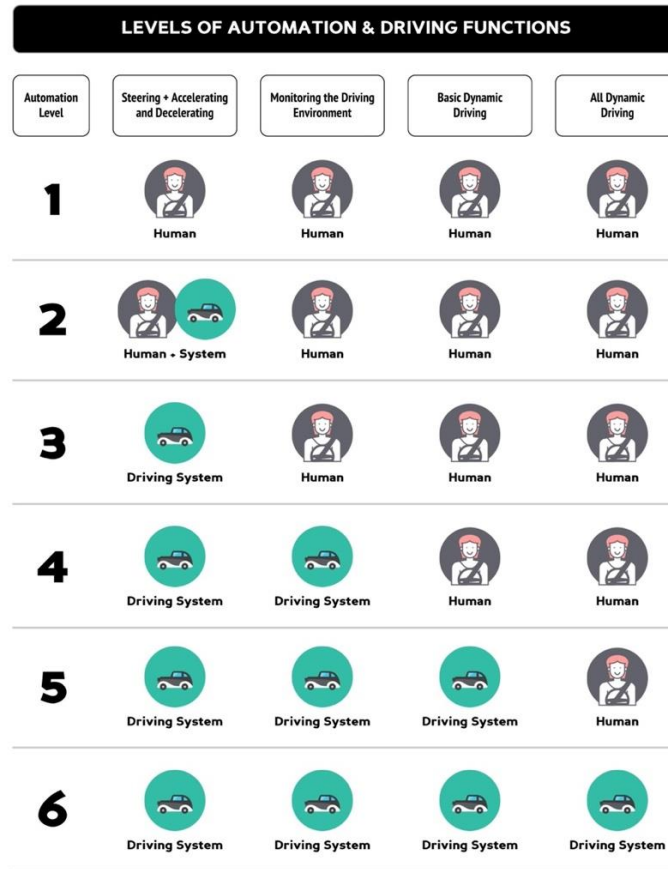 LEVELS OF AUTOMATION & DRIVING FUNCTIONS
Automation
Level
Steering + Accelerating
and Decelerating
Monitoring the Driving
Environment
Basic Dynamic
Driving
All Dynamic
Driving
1
Human
Human
Human
Human
2
Human + System
Human
Human
Human
3
Driving System
Human
Human
Human
4
Driving System
Driving System
Human
Human
5
Driving System
Driving System
Driving System
Human
6
Driving System
Driving System
Driving System
Driving System